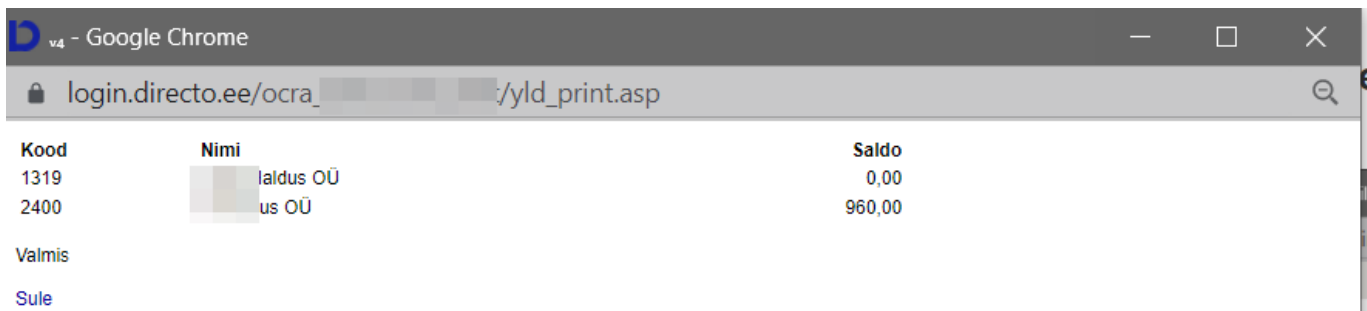 v4 - Google Chrome
login.directo.ee/ocra_ /yld_print.asp
Kood Nimi Saldo
1319 laldus OÜ 0,00
2400 us OÜ 960,00
Valmis
Sule